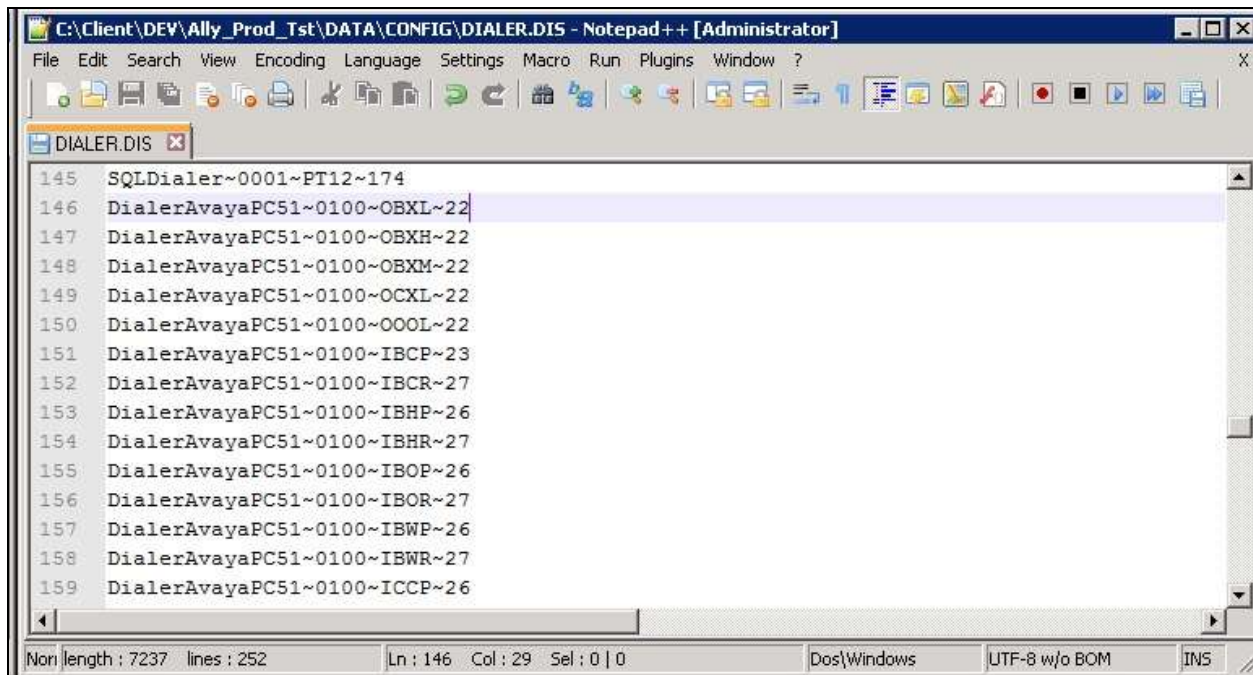 C:\Client\DEV\Ally_Prod_Tst\DATA\CONFIG\DIALER.DIS - Notepad++ [Administrator]
File Edit Search View Encoding Language Settings Macro Run Plugins Window ? X
DIALER.DIS
145 SQLDialer~0001~PT12~174
146 DialerAvayaPC51~0100~OBXL~22
147 DialerAvayaPC51~0100~OBXH~22
148 DialerAvayaPC51~0100~OBXM~22
149 DialerAvayaPC51~0100~OCXL~22
150 DialerAvayaPC51~0100~OOOL~22
151 DialerAvayaPC51~0100~IBCP~23
152 DialerAvayaPC51~0100~IBCR~27
153 DialerAvayaPC51~0100~IBHP~26
154 DialerAvayaPC51~0100~IBHR~27
155 DialerAvayaPC51~0100~IBOP~26
156 DialerAvayaPC51~0100~IBOR~27
157 DialerAvayaPC51~0100~IBWP~26
158 DialerAvayaPC51~0100~IBWR~27
159 DialerAvayaPC51~0100~ICCP~26
Nori length : 7237 lines : 252 Ln : 146 Col : 29 Sel : 0 | 0 Dos\Windows UTF-8 w/o BOM INS